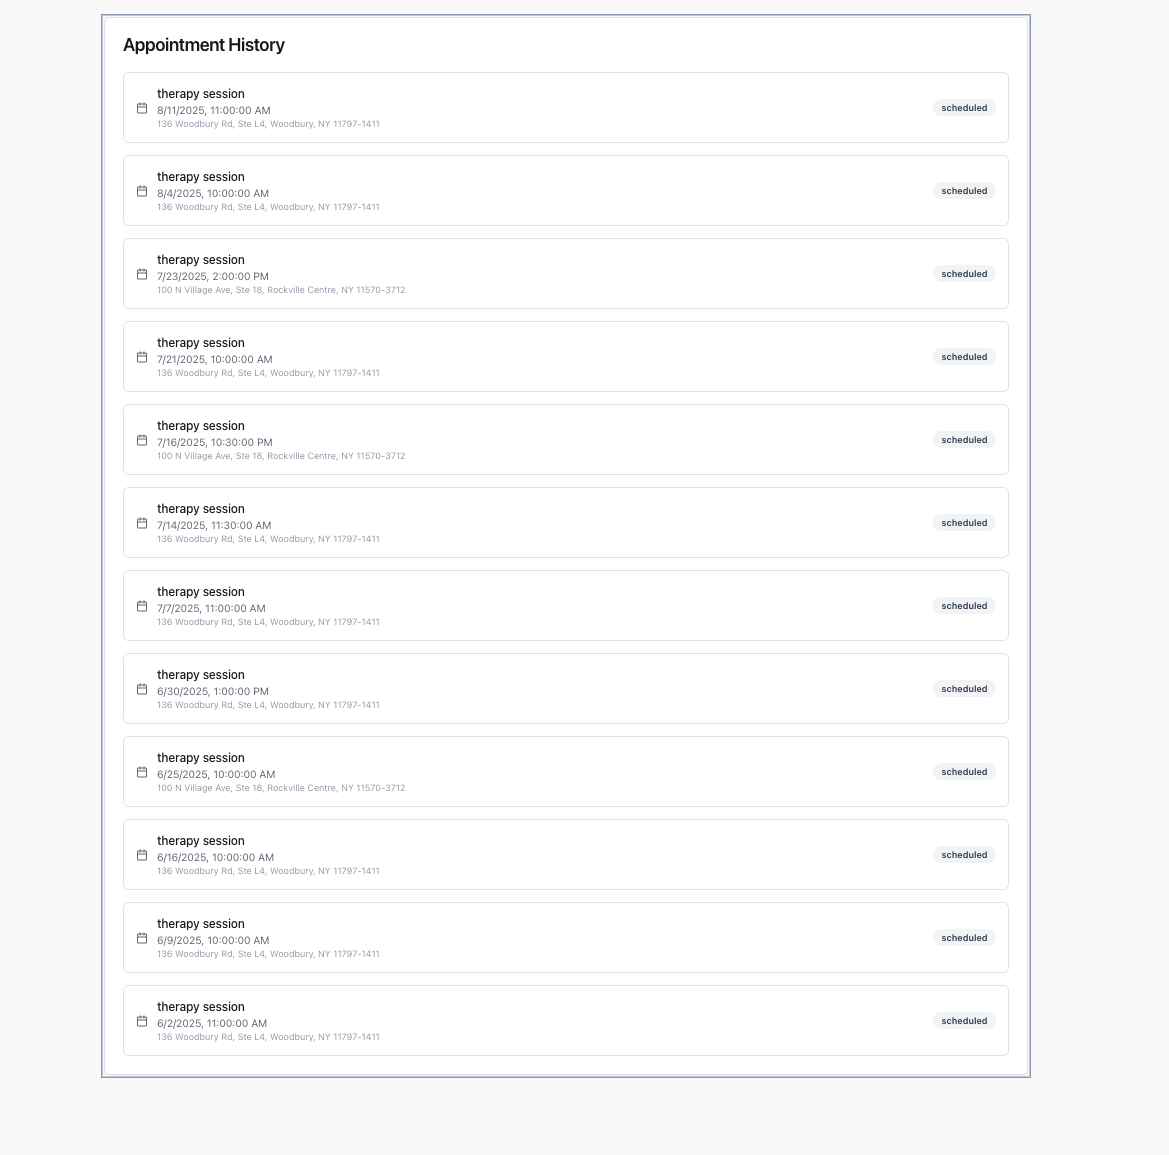 Appointment History
therapy session
8/11/2025, 11:00:00 AM
136 Woodbury Rd, Ste L4, Woodbury, NY 11797-1411
scheduled
therapy session
8/4/2025, 10:00:00 AM
136 Woodbury Rd, Ste L4, Woodbury, NY 11797-1411
scheduled
therapy session
7/23/2025, 2:00:00 PM
100 N Village Ave, Ste 18, Rockville Centre, NY 11570-3712
scheduled
therapy session
7/21/2025, 10:00:00 AM
136 Woodbury Rd, Ste L4, Woodbury, NY 11797-1411
scheduled
therapy session
7/16/2025, 10:30:00 PM
100 N Village Ave, Ste 18, Rockville Centre, NY 11570-3712
scheduled
therapy session
7/14/2025, 11:30:00 AM
136 Woodbury Rd, Ste L4, Woodbury, NY 11797-1411
scheduled
therapy session
7/7/2025, 11:00:00 AM
136 Woodbury Rd, Ste L4, Woodbury, NY 11797-1411
scheduled
therapy session
6/30/2025, 1:00:00 PM
136 Woodbury Rd, Ste L4, Woodbury, NY 11797-1411
scheduled
therapy session
6/25/2025, 10:00:00 AM
100 N Village Ave, Ste 18, Rockville Centre, NY 11570-3712
scheduled
therapy session
6/16/2025, 10:00:00 AM
136 Woodbury Rd, Ste L4, Woodbury, NY 11797-1411
scheduled
therapy session
6/9/2025, 10:00:00 AM
136 Woodbury Rd, Ste L4, Woodbury, NY 11797-1411
scheduled
therapy session
6/2/2025, 11:00:00 AM
136 Woodbury Rd, Ste L4, Woodbury, NY 11797-1411
scheduled